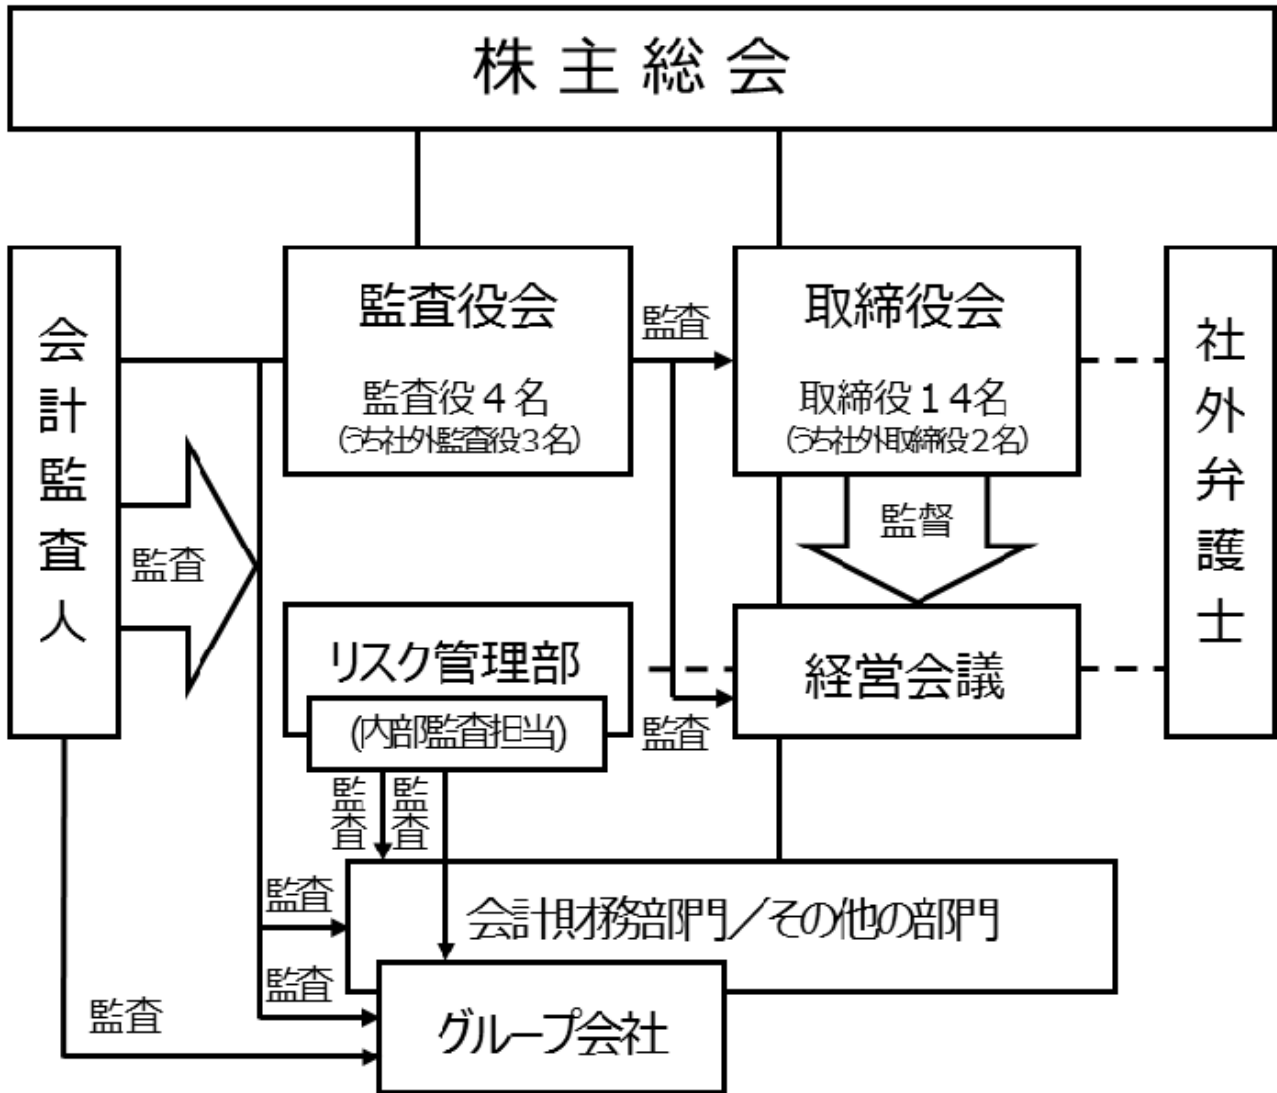 株主総会
会計監査人
監査役会
監査役４名
(うち社外監査役３名)
監査
取締役会
取締役１４名
(うち社外取締役２名)
社外弁護士
監査
監督
リスク管理部
(内部監査担当)
監査
経営会議
監査
監査
監査
会計財務部門／その他の部門
監査
監査
グループ会社